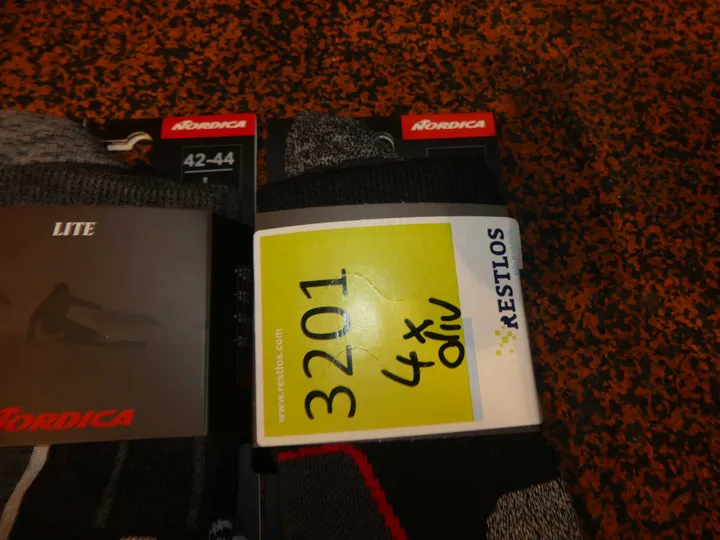 NORDICA
42-44
L
LITE
NORDICA
NORDICA
www.restlos.com
3201
4x
oliv
RESTLOS